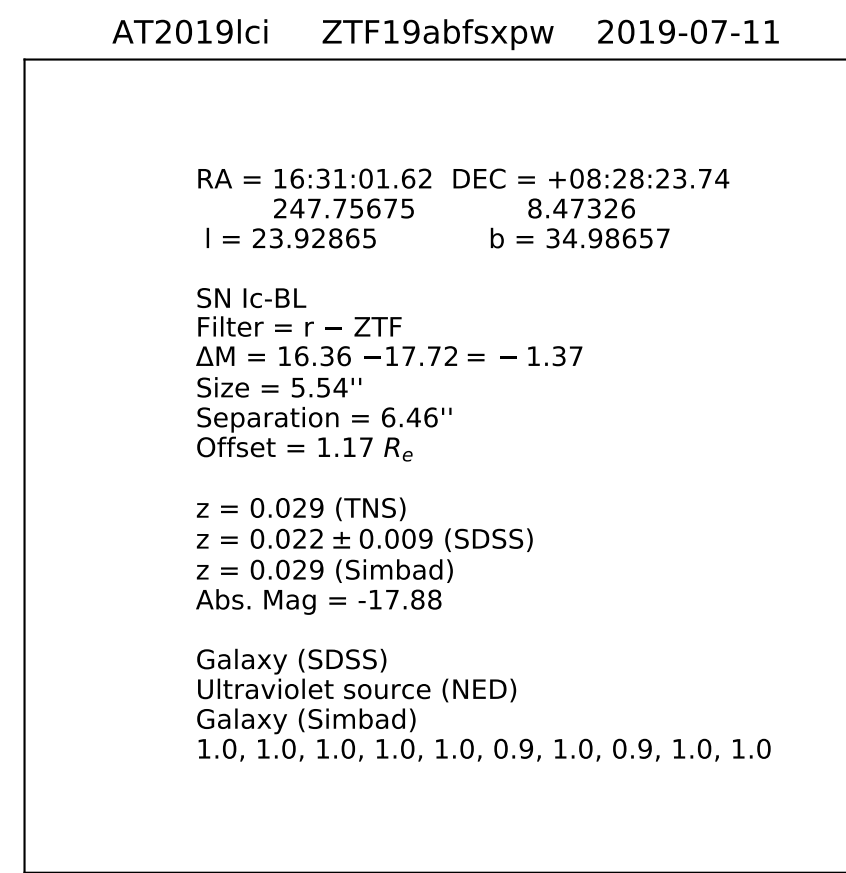 AT2019lci ZTF19abfsxpw 2019-07-11
RA = 16:31:01.62 DEC = +08:28:23.74
247.75675 8.47326
l = 23.92865 b = 34.98657
SN Ic-BL
Filter = r − ZTF
ΔM = 16.36 −17.72 = − 1.37
Size = 5.54''
Separation = 6.46''
Offset = 1.17 Rₑ
z = 0.029 (TNS)
z = 0.022 ± 0.009 (SDSS)
z = 0.029 (Simbad)
Abs. Mag = -17.88
Galaxy (SDSS)
Ultraviolet source (NED)
Galaxy (Simbad)
1.0, 1.0, 1.0, 1.0, 1.0, 0.9, 1.0, 0.9, 1.0, 1.0